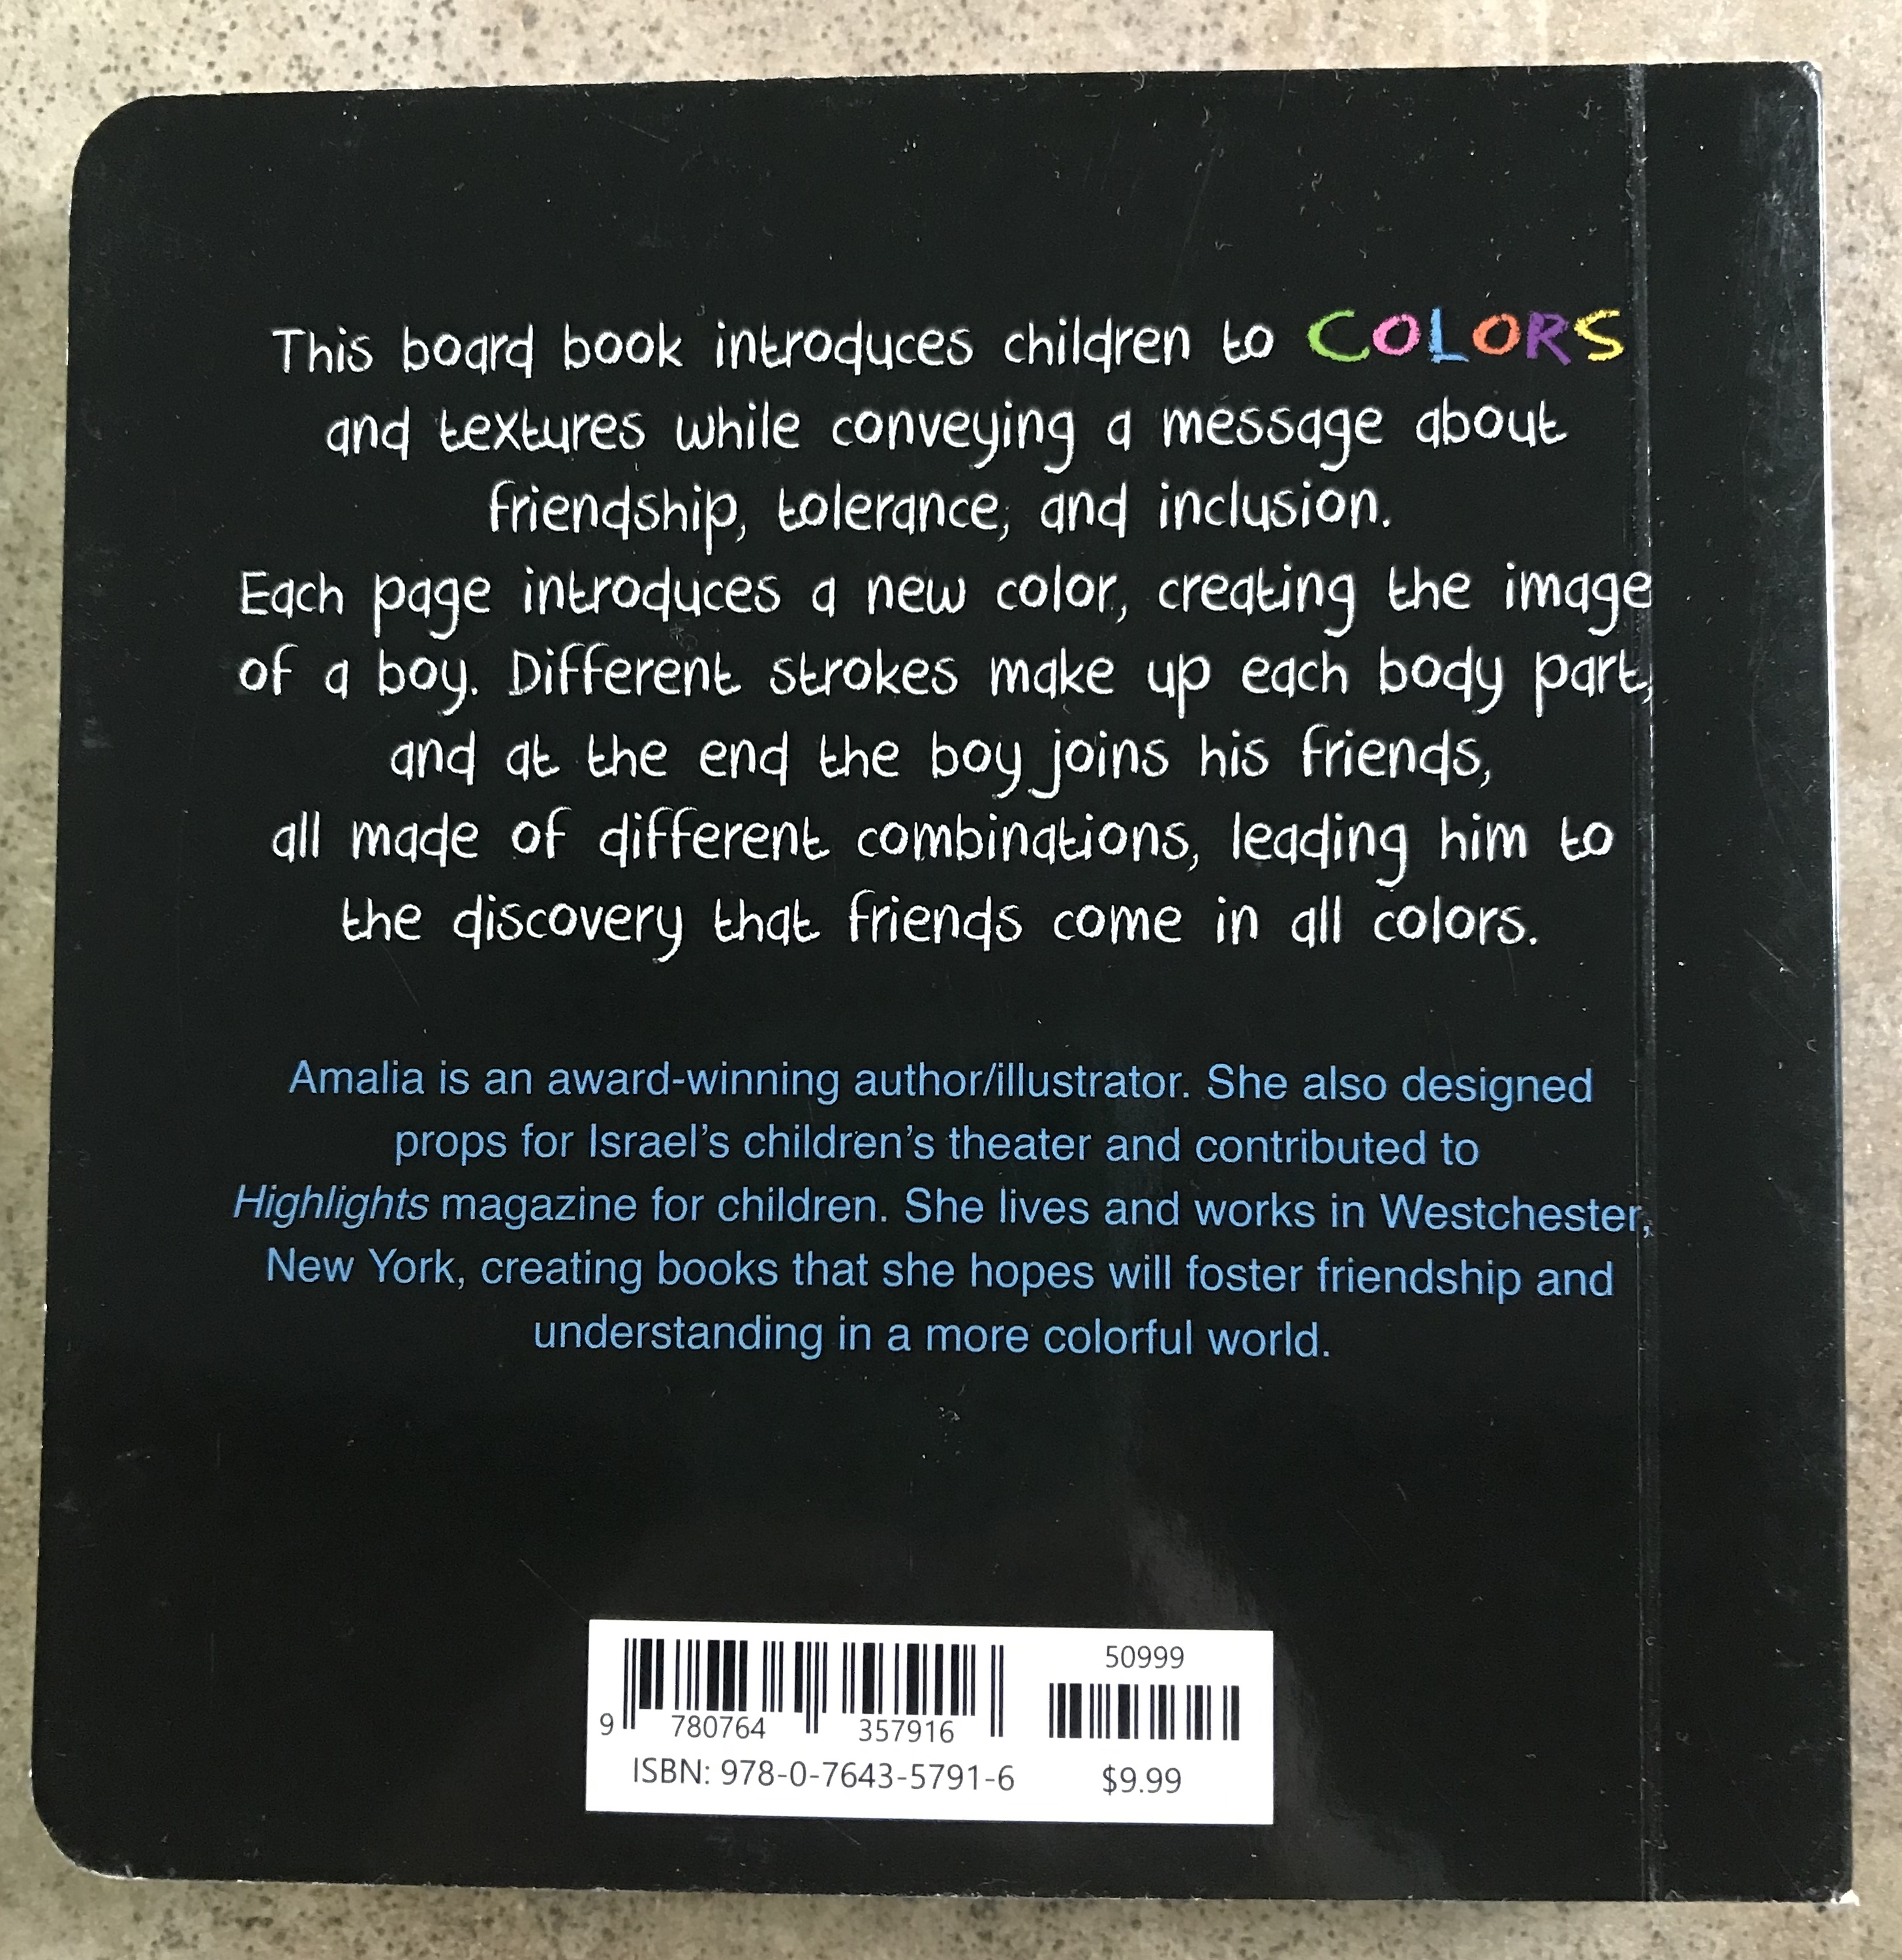 This board book introduces children to COLORS
and textures while conveying a message about
friendship, tolerance, and inclusion.
Each page introduces a new color, creating the image
of a boy. Different strokes make up each body part,
and at the end the boy joins his friends,
all made of different combinations, leading him to
the discovery that friends come in all colors.
Amalia is an award-winning author/illustrator. She also designed
props for Israel’s children’s theater and contributed to
Highlights magazine for children. She lives and works in Westchester,
New York, creating books that she hopes will foster friendship and
understanding in a more colorful world.
50999
9 780764 357916
ISBN: 978-0-7643-5791-6 $9.99